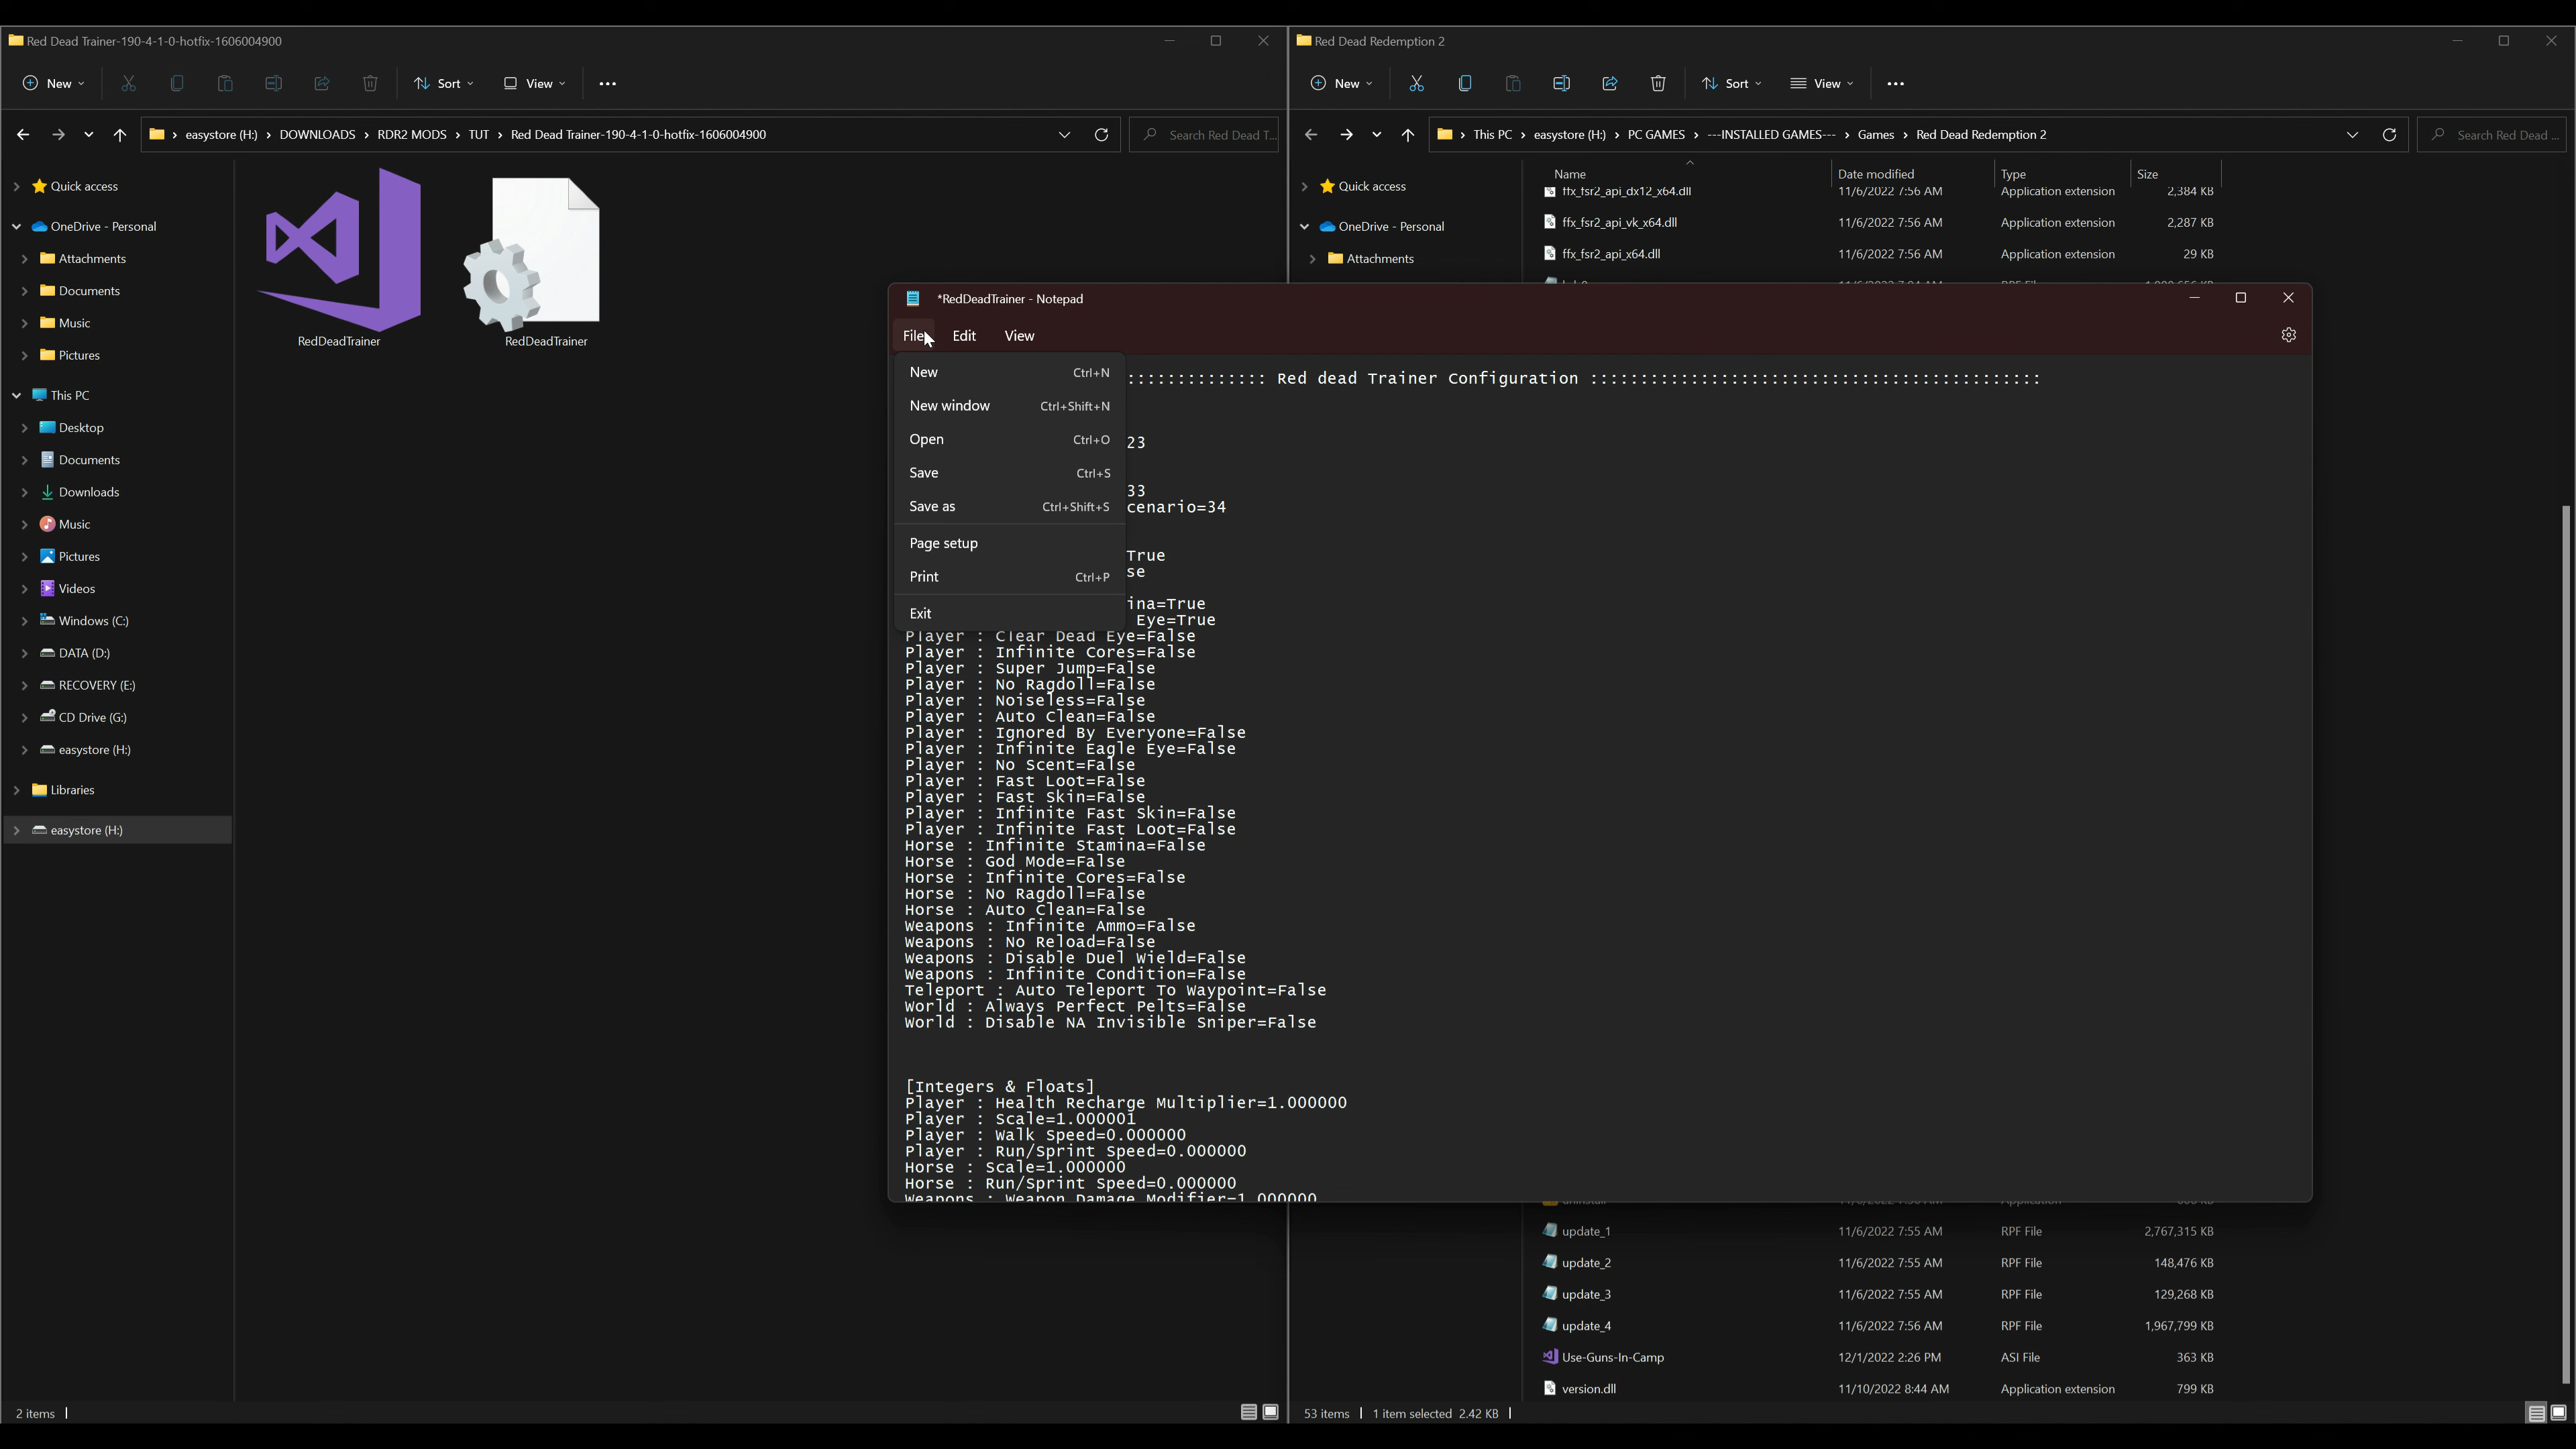 Red Dead Trainer-190-4-1-0-hotfix-1606004900
New
Sort
View
easystore (H:) DOWNLOADS RDR2 MODS TUT Red Dead Trainer-190-4-1-0-hotfix-1606004900
Search Red Dead T...
Quick access
OneDrive - Personal
Attachments
Documents
Music
Pictures
This PC
Desktop
Documents
Downloads
Music
Pictures
Videos
Windows (C:)
DATA (D:)
RECOVERY (E:)
CD Drive (G:)
easystore (H:)
Libraries
easystore (H:)
RedDeadTrainer
RedDeadTrainer
2 items
Red Dead Redemption 2
New
Sort
View
This PC easystore (H:) PC GAMES ---INSTALLED GAMES--- Games Red Dead Redemption 2
Search Red Dead ...
Quick access
OneDrive - Personal
Attachments
Name Date modified Type Size
ffx_fsr2_api_dx12_x64.dll 11/6/2022 7:56 AM Application extension 2,384 KB
ffx_fsr2_api_vk_x64.dll 11/6/2022 7:56 AM Application extension 2,287 KB
ffx_fsr2_api_x64.dll 11/6/2022 7:56 AM Application extension 29 KB
*RedDeadTrainer - Notepad
File Edit View
New Ctrl+N
New window Ctrl+Shift+N
Open Ctrl+O
Save Ctrl+S
Save as Ctrl+Shift+S
Page setup
Print Ctrl+P
Exit
:::::::::::::: Red dead Trainer Configuration :::::::::::::::::::::::::::::::::::::::::::::
23
33
cenario=34
True
se
ina=True
Eye=True
Player : Clear Dead Eye=False
Player : Infinite Cores=False
Player : Super Jump=False
Player : No Ragdoll=False
Player : Noiseless=False
Player : Auto Clean=False
Player : Ignored By Everyone=False
Player : Infinite Eagle Eye=False
Player : No Scent=False
Player : Fast Loot=False
Player : Fast Skin=False
Player : Infinite Fast Skin=False
Player : Infinite Fast Loot=False
Horse : Infinite Stamina=False
Horse : God Mode=False
Horse : Infinite Cores=False
Horse : No Ragdoll=False
Horse : Auto Clean=False
Weapons : Infinite Ammo=False
Weapons : No Reload=False
Weapons : Disable Duel Wield=False
Weapons : Infinite Condition=False
Teleport : Auto Teleport To Waypoint=False
World : Always Perfect Pelts=False
World : Disable NA Invisible Sniper=False
[Integers & Floats]
Player : Health Recharge Multiplier=1.000000
Player : Scale=1.000001
Player : Walk Speed=0.000000
Player : Run/Sprint Speed=0.000000
Horse : Scale=1.000000
Horse : Run/Sprint Speed=0.000000
Weapons : Weapon Damage Modifier=1.000000
update_1 11/6/2022 7:55 AM RPF File 2,767,315 KB
update_2 11/6/2022 7:55 AM RPF File 148,476 KB
update_3 11/6/2022 7:55 AM RPF File 129,268 KB
update_4 11/6/2022 7:56 AM RPF File 1,967,799 KB
Use-Guns-In-Camp 12/1/2022 2:26 PM ASI File 363 KB
version.dll 11/10/2022 8:44 AM Application extension 799 KB
53 items 1 item selected 2.42 KB